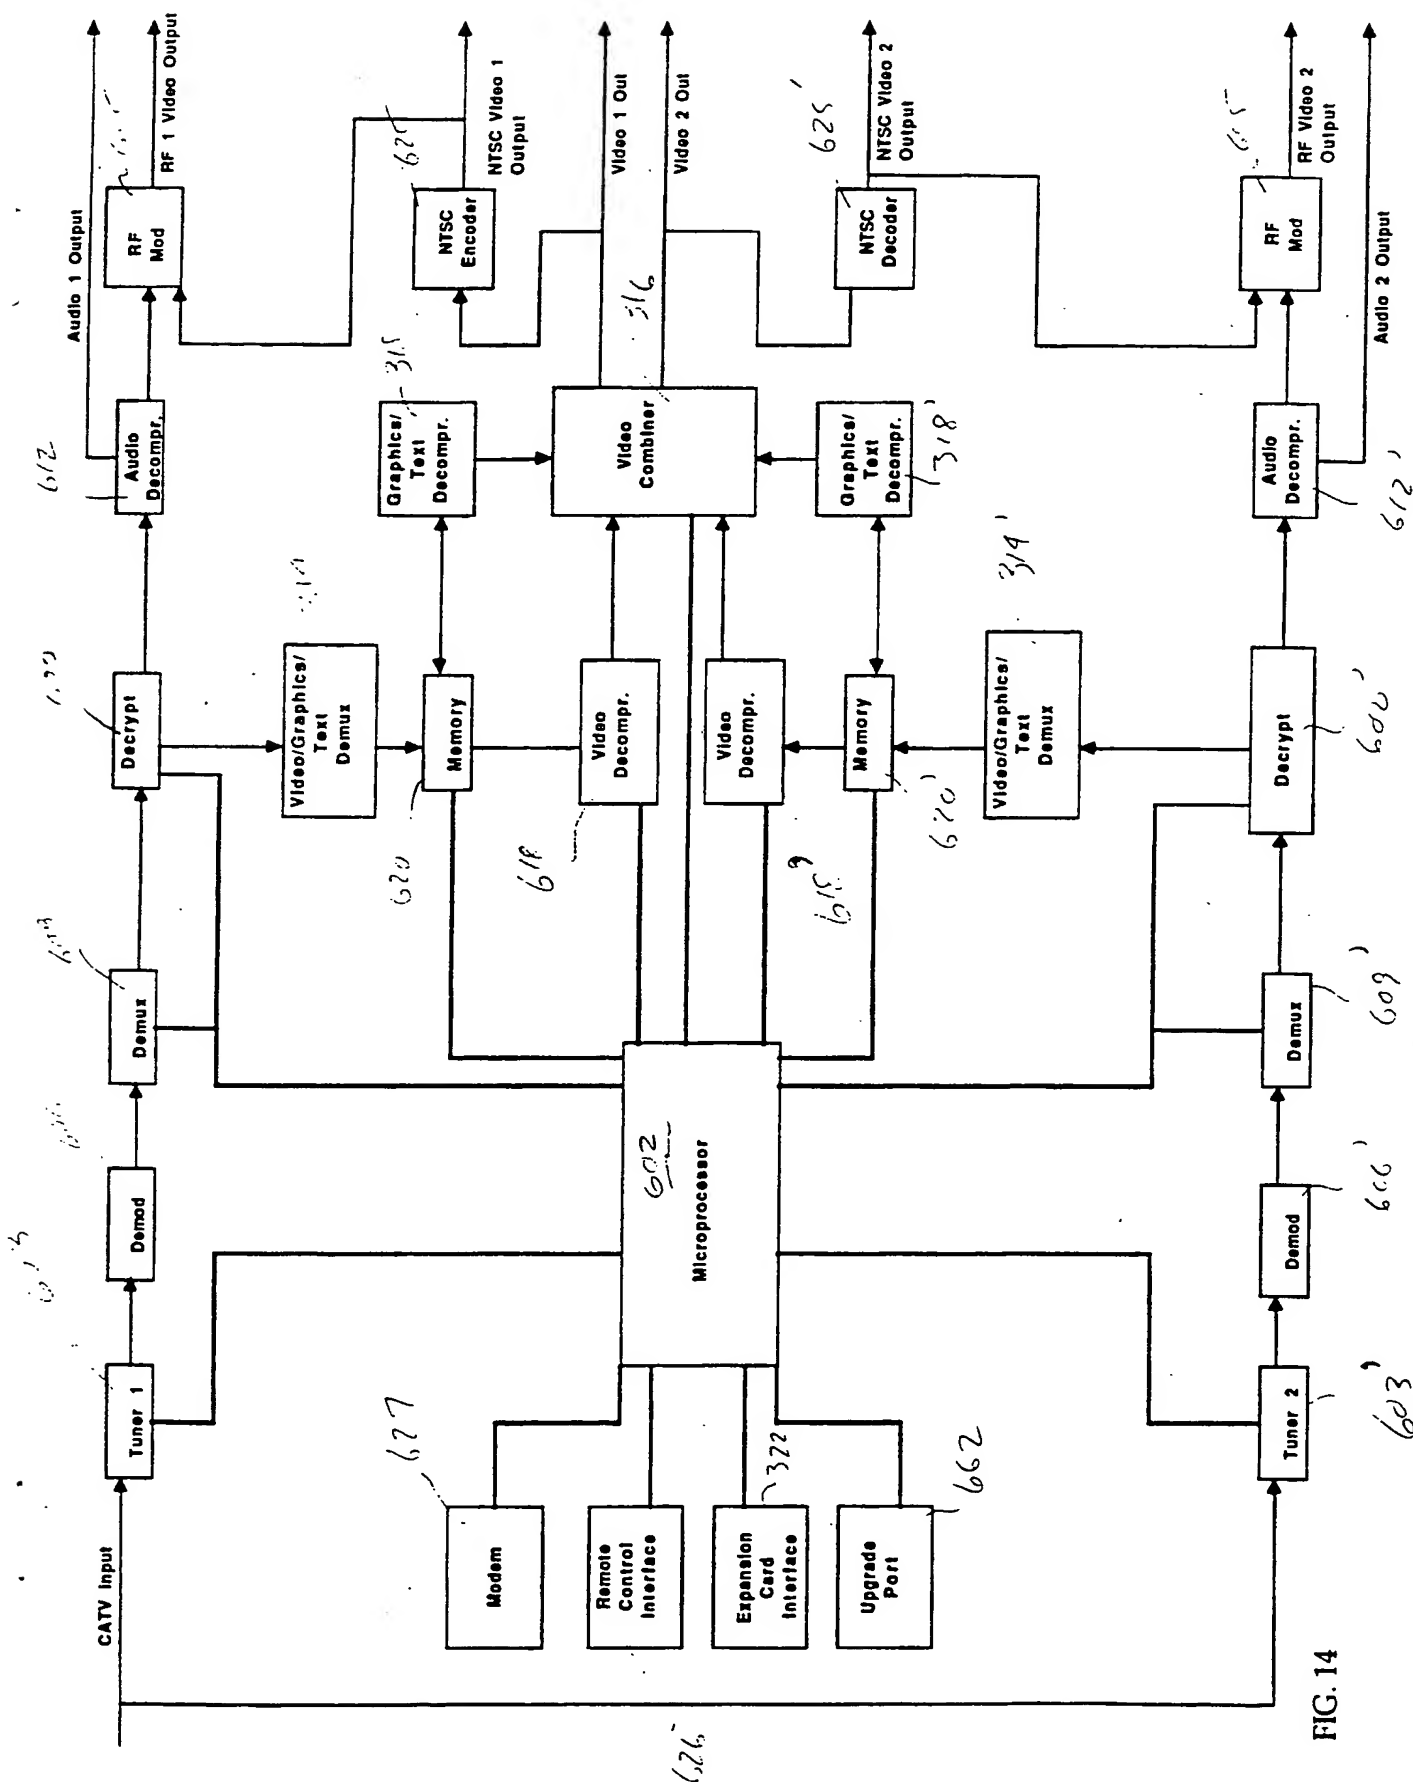 CATV Input
Tuner 1
Demod
Demux
Decrypt
612
Audio
Decompr.
RF
Mod
Audio 1 Output
RF 1 Video Output
Video/Graphics/
Text
Demux
620
Memory
315
Graphics/
Text
Decompr.
625
NTSC
Encoder
NTSC Video 1
Output
627
Modem
Remote
Control
Interface
322
Expansion
Card
Interface
662
Upgrade
Port
602
Microprocessor
618
Video
Decompr.
Video
Decompr.
316
Video
Combiner
Video 1 Out
Video 2 Out
Memory
620'
Graphics/
Text
Decompr.
318'
625'
NTSC
Decoder
NTSC Video 2
Output
314'
Video/Graphics/
Text
Demux
626
Tuner 2
603'
Demod
606'
Demux
609'
Decrypt
600'
Audio
Decompr.
612'
RF
Mod
RF Video 2
Output
Audio 2 Output
FIG. 14